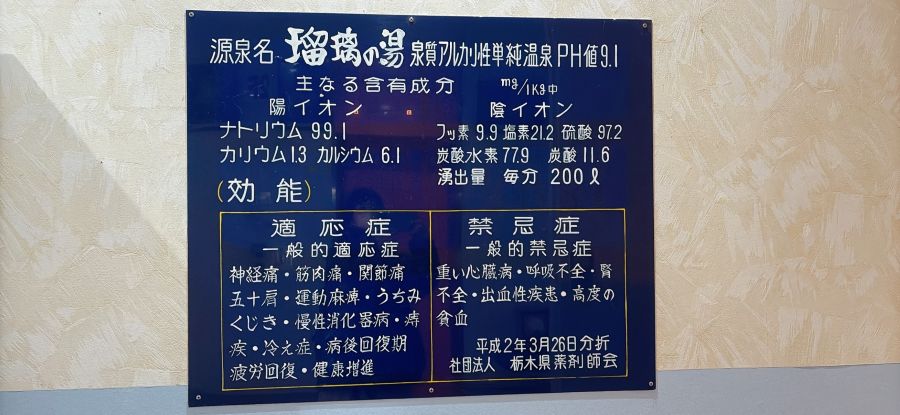 源泉名 瑠璃の湯 泉質アルカリ性単純温泉 PH値9.1
主なる含有成分 mg/1Kg中
陽イオン
ナトリウム 99.1
カリウム1.3 カルシウム 6.1
陰イオン
フッ素 9.9 塩素21.2 硫酸 97.2
炭酸水素77.9 炭酸11.6
湧出量 毎分 200ℓ
(効能)
適応症
一般的適応症
神経痛・筋肉痛・関節痛
五十肩・運動麻痺・うちみ
くじき・慢性消化器病・痔
疾・冷え症・病後回復期
疲労回復・健康増進
禁忌症
一般的禁忌症
重い心臓病・呼吸不全・腎
不全・出血性疾患・高度の
貧血
平成2年3月26日分折
社団法人 栃木県薬剤師会